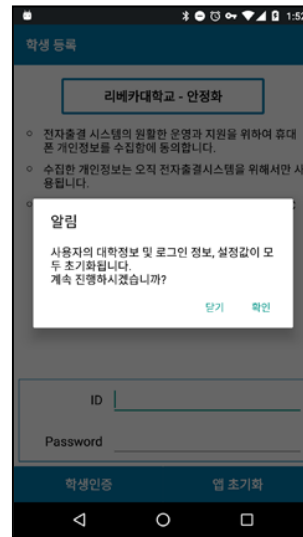 1:52
학생 등록
리베카대학교 - 안정화
전자출결 시스템의 원활한 운영과 지원을 위하여 휴대
폰 개인정보를 수집함에 동의합니다.
수집한 개인정보는 오직 전자출결시스템을 위해서만 사
용됩니다.
알림
사용자의 대학정보 및 로그인 정보, 설정값이 모
두 초기화됩니다.
계속 진행하시겠습니까?
닫기 확인
ID
Password
학생인증 앱 초기화